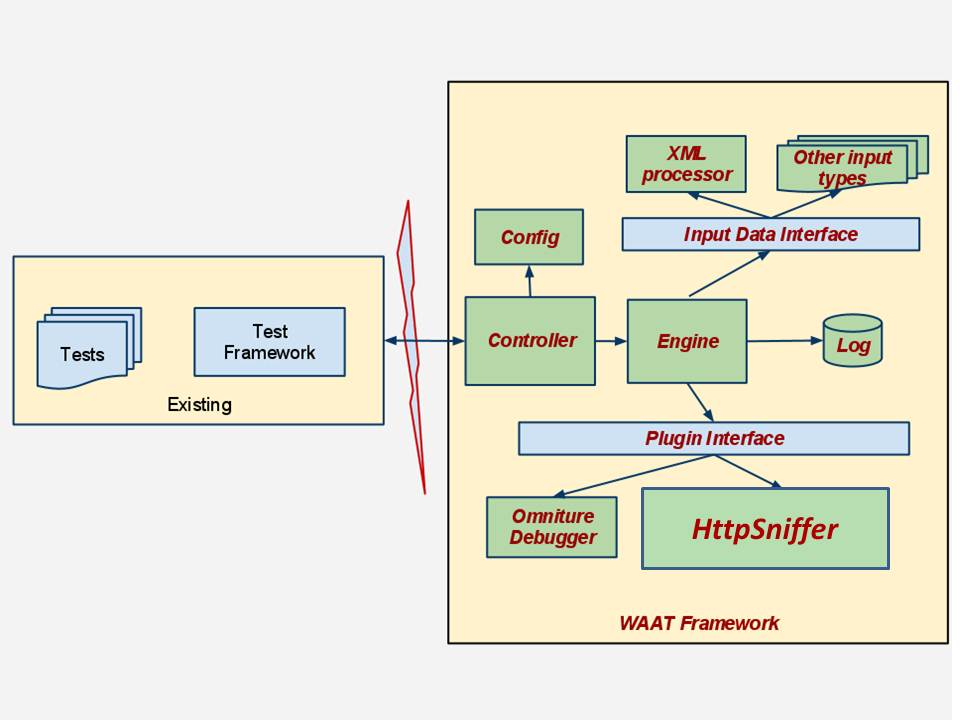 XML
processor
Other input
types
Config
Input Data Interface
Tests
Test
Framework
Existing
Controller
Engine
Log
Plugin Interface
Omniture
Debugger
HttpSniffer
WAAT Framework